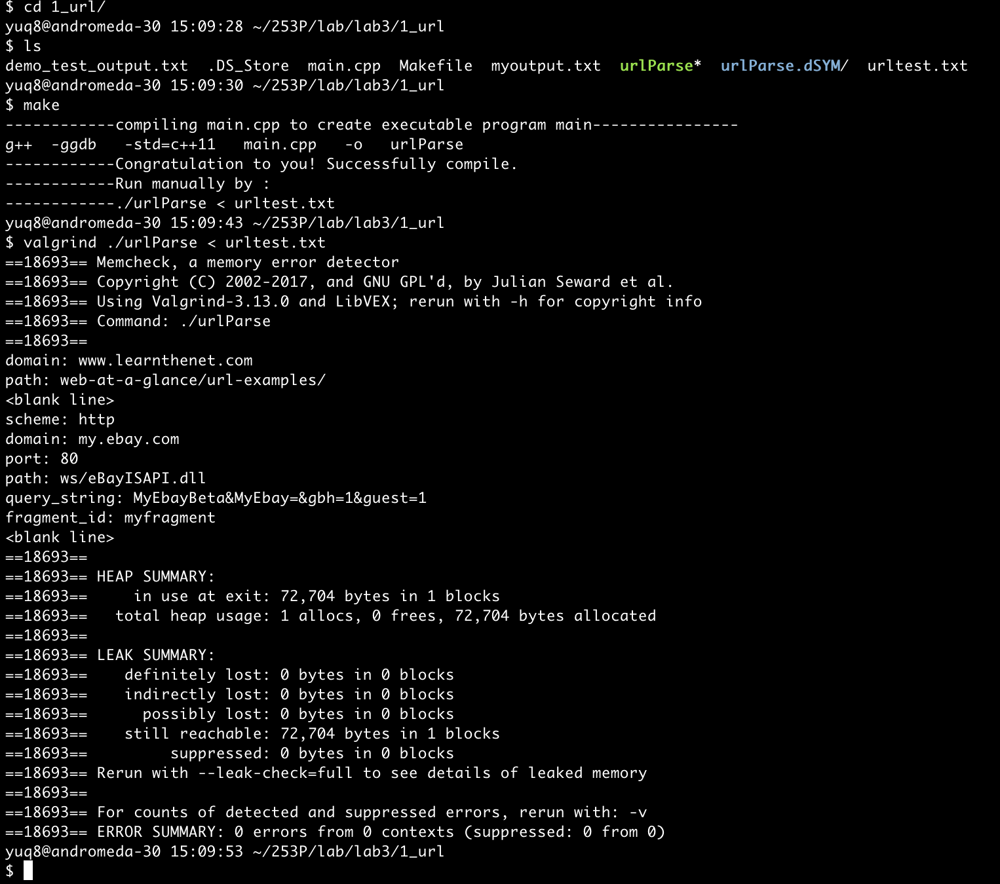 $ cd 1_url/
yuq8@andromeda-30 15:09:28 ~/253P/lab/lab3/1_url
$ ls
demo_test_output.txt  .DS_Store  main.cpp  Makefile  myoutput.txt  urlParse*  urlParse.dSYM/  urltest.txt
yuq8@andromeda-30 15:09:30 ~/253P/lab/lab3/1_url
$ make
------------compiling main.cpp to create executable program main----------------
g++  -ggdb   -std=c++11   main.cpp   -o   urlParse
------------Congratulation to you! Successfully compile.
------------Run manually by :
------------./urlParse < urltest.txt
yuq8@andromeda-30 15:09:43 ~/253P/lab/lab3/1_url
$ valgrind ./urlParse < urltest.txt
==18693== Memcheck, a memory error detector
==18693== Copyright (C) 2002-2017, and GNU GPL'd, by Julian Seward et al.
==18693== Using Valgrind-3.13.0 and LibVEX; rerun with -h for copyright info
==18693== Command: ./urlParse
==18693==
domain: www.learnthenet.com
path: web-at-a-glance/url-examples/
<blank line>
scheme: http
domain: my.ebay.com
port: 80
path: ws/eBayISAPI.dll
query_string: MyEbayBeta&MyEbay=&gbh=1&guest=1
fragment_id: myfragment
<blank line>
==18693==
==18693== HEAP SUMMARY:
==18693==     in use at exit: 72,704 bytes in 1 blocks
==18693==   total heap usage: 1 allocs, 0 frees, 72,704 bytes allocated
==18693==
==18693== LEAK SUMMARY:
==18693==    definitely lost: 0 bytes in 0 blocks
==18693==    indirectly lost: 0 bytes in 0 blocks
==18693==      possibly lost: 0 bytes in 0 blocks
==18693==    still reachable: 72,704 bytes in 1 blocks
==18693==         suppressed: 0 bytes in 0 blocks
==18693== Rerun with --leak-check=full to see details of leaked memory
==18693==
==18693== For counts of detected and suppressed errors, rerun with: -v
==18693== ERROR SUMMARY: 0 errors from 0 contexts (suppressed: 0 from 0)
yuq8@andromeda-30 15:09:53 ~/253P/lab/lab3/1_url
$